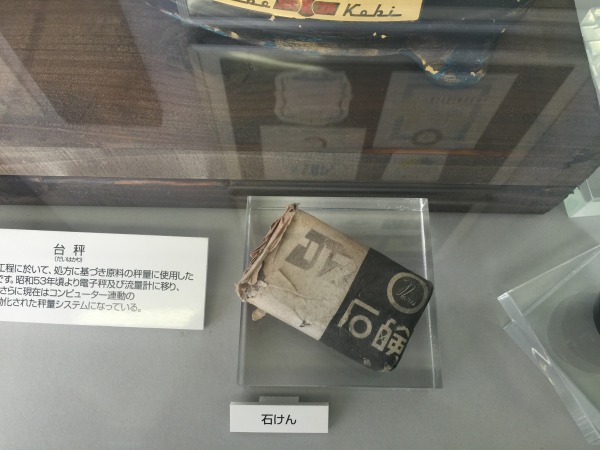 Kobi
台 秤
(だいばかり)
工程に於いて、処方に基づき原料の秤量に使用した
です。昭和53年頃より電子秤及び流量計に移り、
さらに現在はコンピューター連動の
動化された秤量システムになっている。
石鹸
石けん